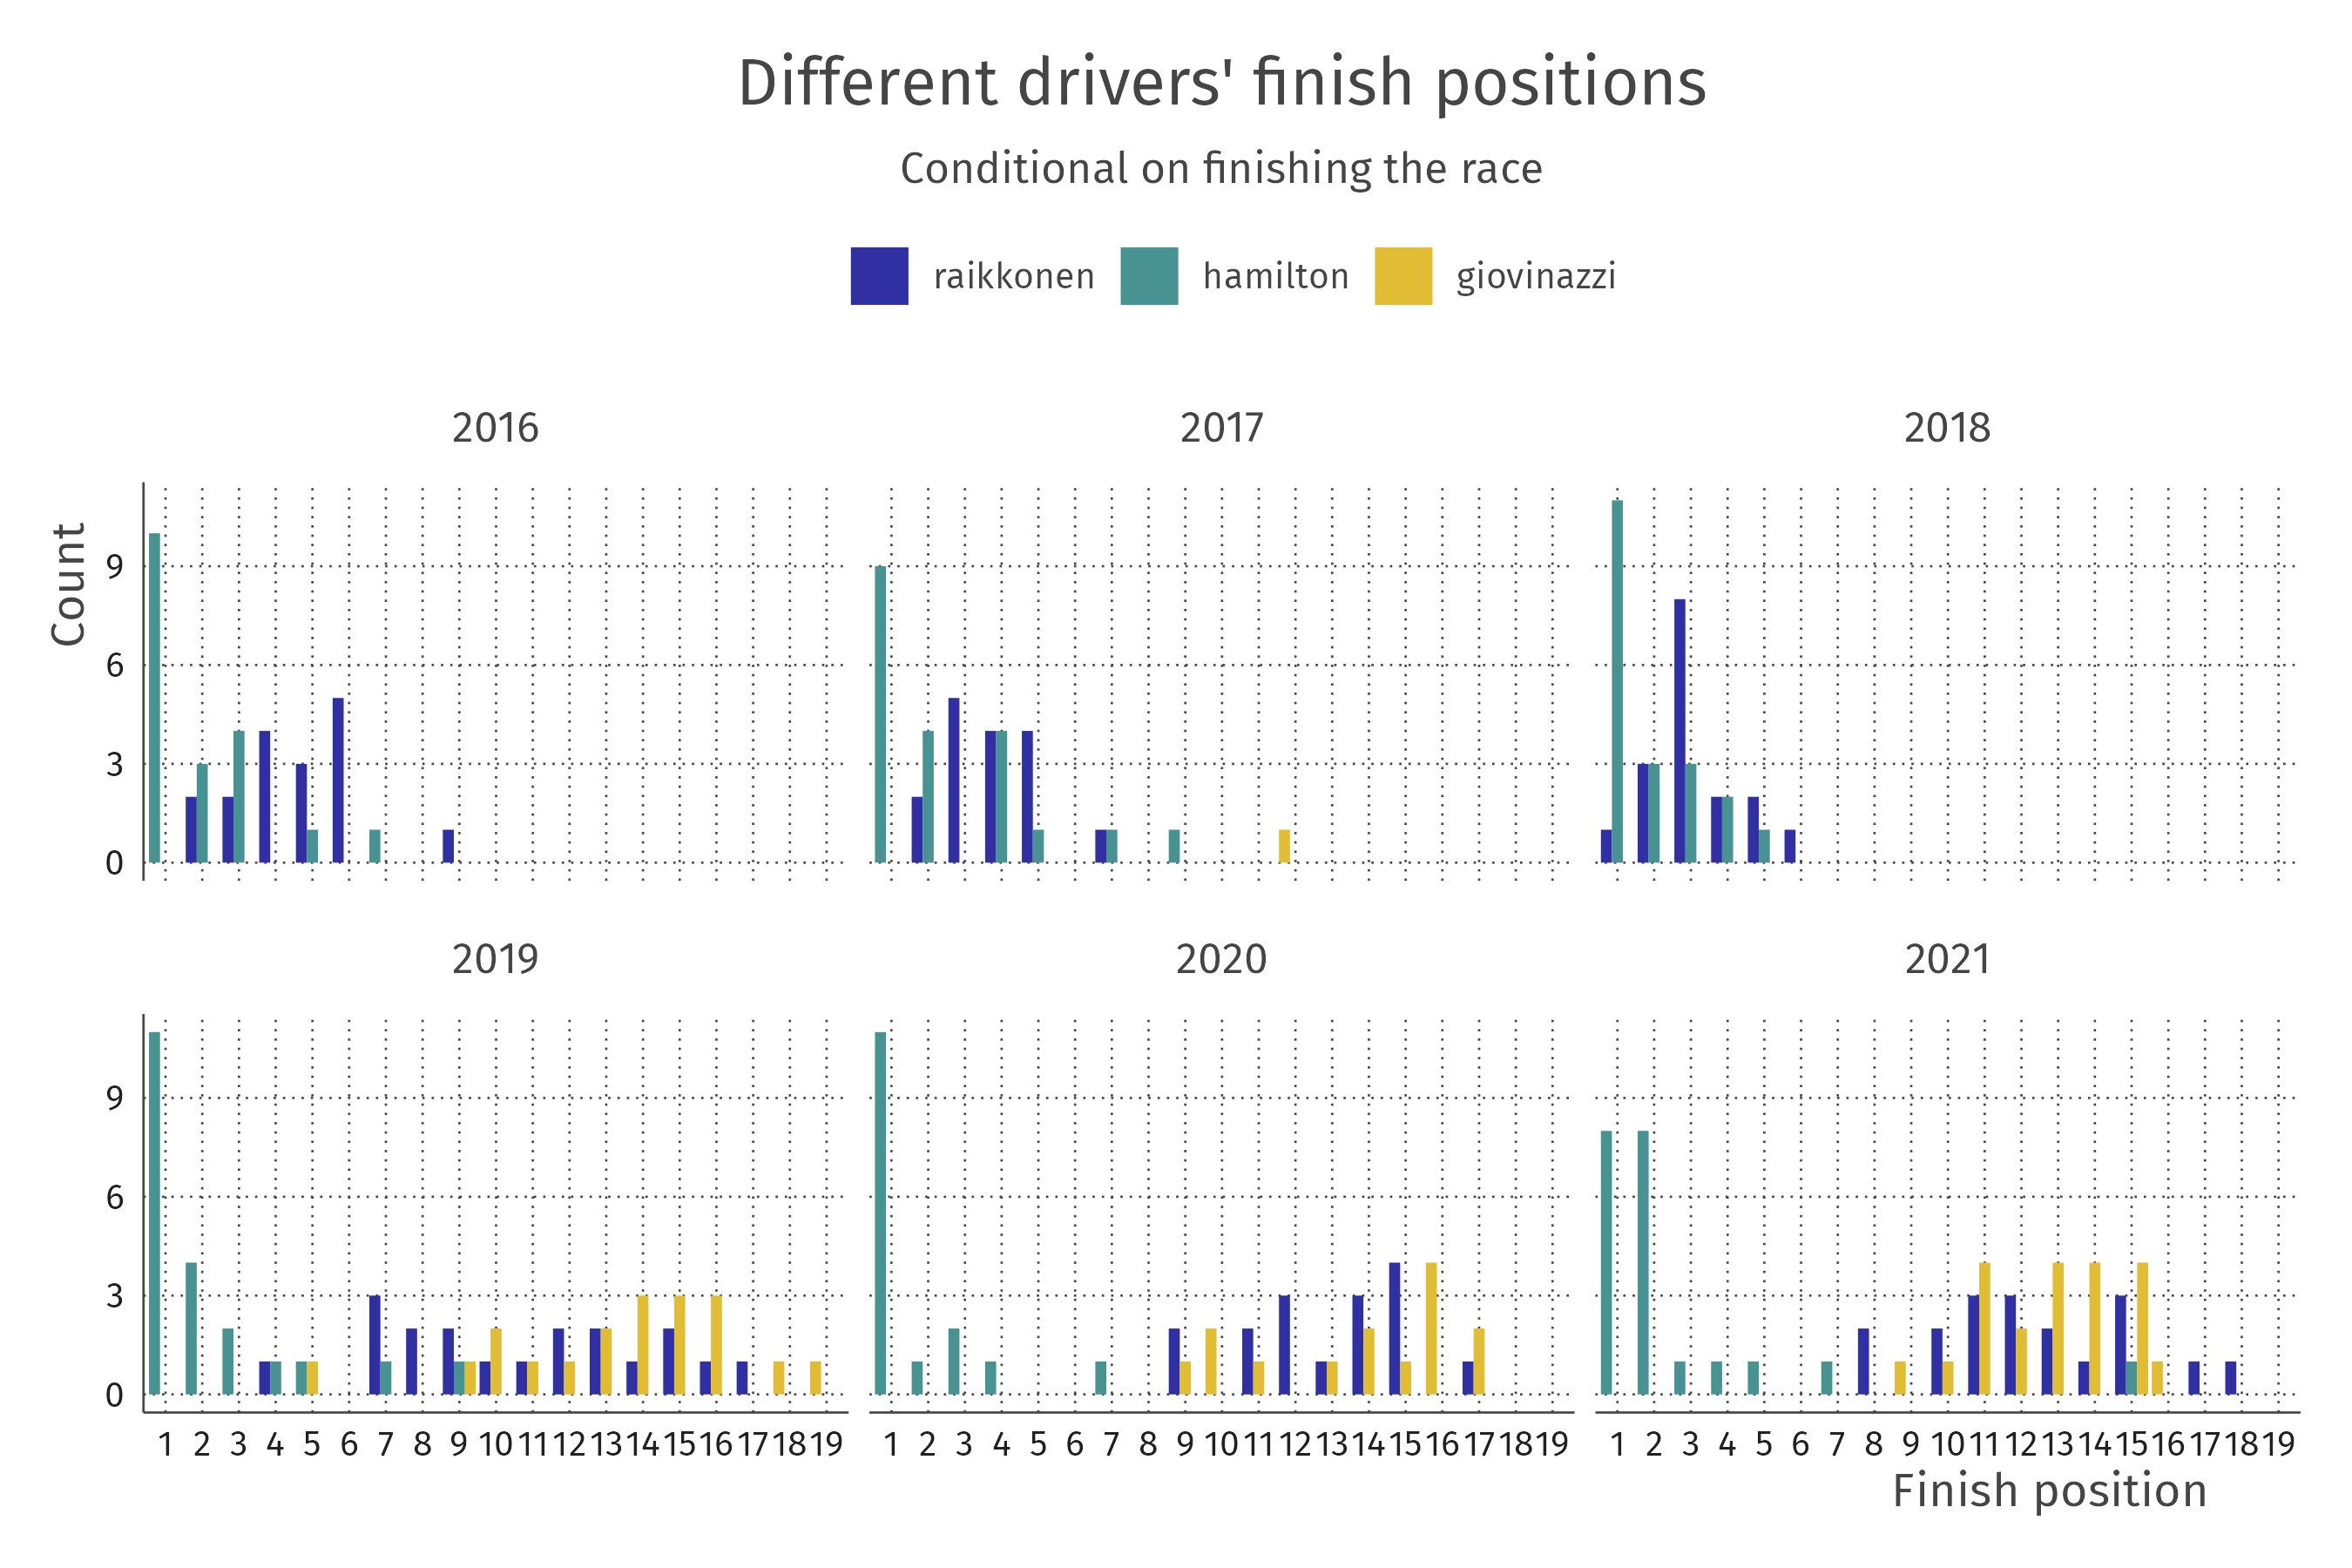 Different drivers' finish positions
Conditional on finishing the race
raikkonen hamilton giovinazzi
2016 2017 2018
Count
9
6
3
0
2019 2020 2021
9
6
3
0
1 2 3 4 5 6 7 8 9 10 11 12 13 14 15 16 17 18 19 1 2 3 4 5 6 7 8 9 10 11 12 13 14 15 16 17 18 19 1 2 3 4 5 6 7 8 9 10 11 12 13 14 15 16 17 18 19
Finish position